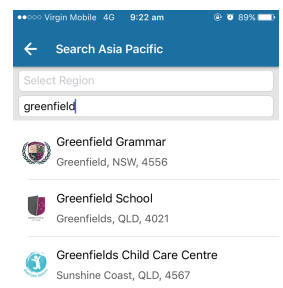 Virgin Mobile 4G 9:22 am 89%
Search Asia Pacific
Select Region
greenfield
Greenfield Grammar
Greenfield, NSW, 4556
Greenfield School
Greenfields, QLD, 4021
Greenfields Child Care Centre
Sunshine Coast, QLD, 4567